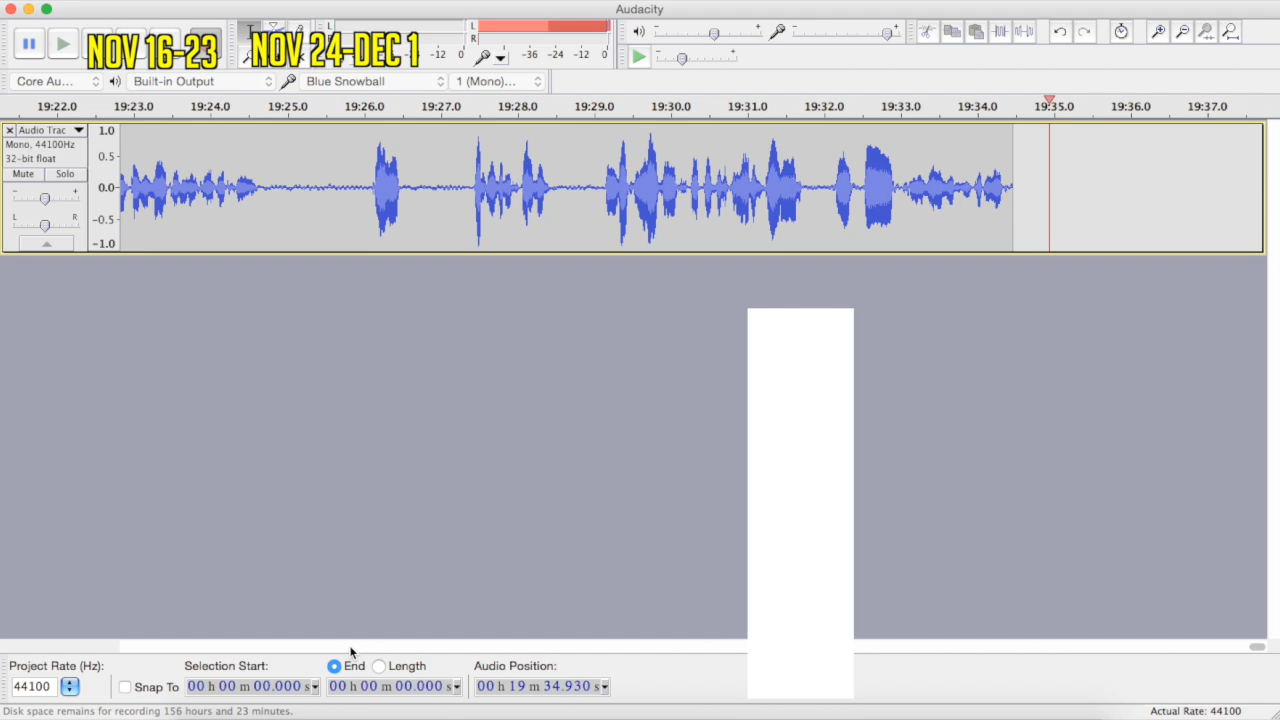 Audacity
NOV 16-23
NOV 24-DEC 1
L
L
R
-12 0
-36 -24 -12 0
Core Au... Built-in Output Blue Snowball 1 (Mono)...
19:22.0 19:23.0 19:24.0 19:25.0 19:26.0 19:27.0 19:28.0 19:29.0 19:30.0 19:31.0 19:32.0 19:33.0 19:34.0 19:35.0 19:36.0 19:37.0
Audio Trac
Mono, 44100Hz
32-bit float
Mute Solo
- +
L R
1.0
0.5
0.0
-0.5
-1.0
Project Rate (Hz): Selection Start: End Length Audio Position:
44100 Snap To 00 h 00 m 00.000 s 00 h 00 m 00.000 s 00 h 19 m 34.930 s
Disk space remains for recording 156 hours and 23 minutes. Actual Rate: 44100